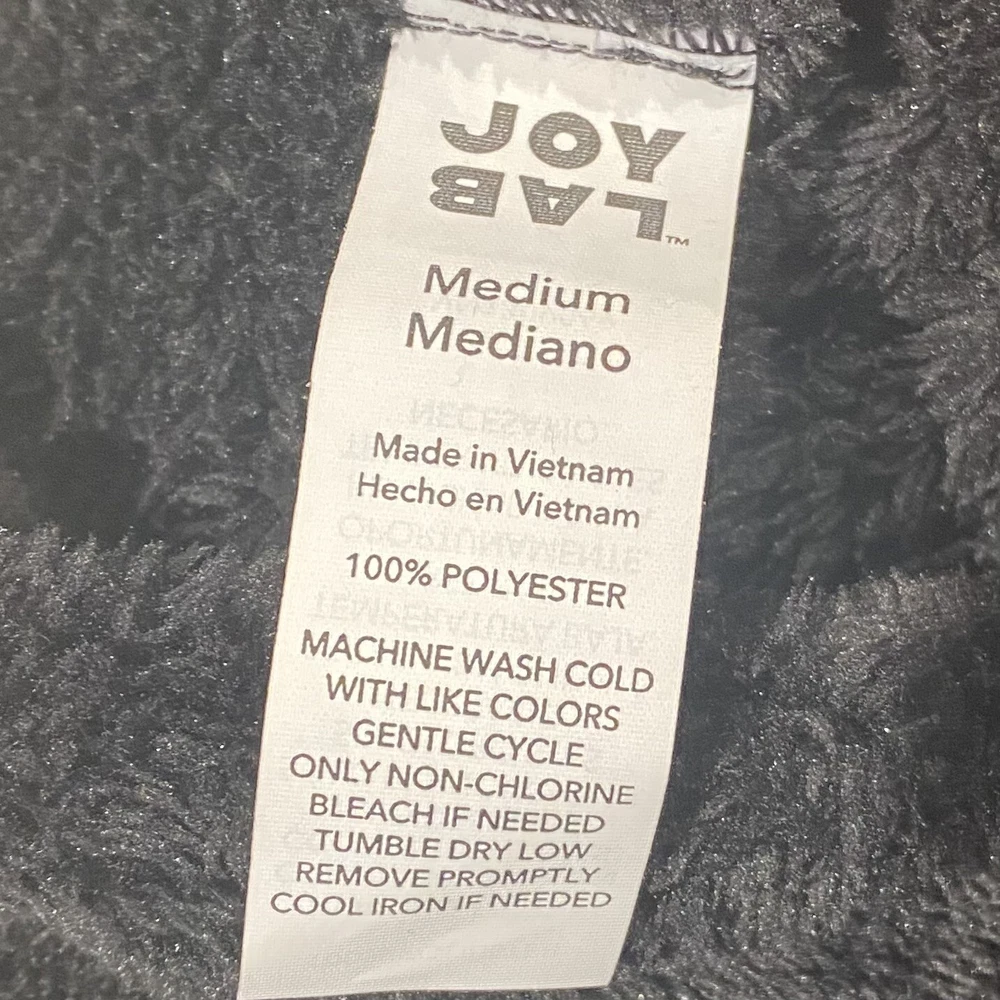 JOY
LAB™
Medium
Mediano
Made in Vietnam
Hecho en Vietnam
100% POLYESTER
MACHINE WASH COLD
WITH LIKE COLORS
GENTLE CYCLE
ONLY NON-CHLORINE
BLEACH IF NEEDED
TUMBLE DRY LOW
REMOVE PROMPTLY
COOL IRON IF NEEDED